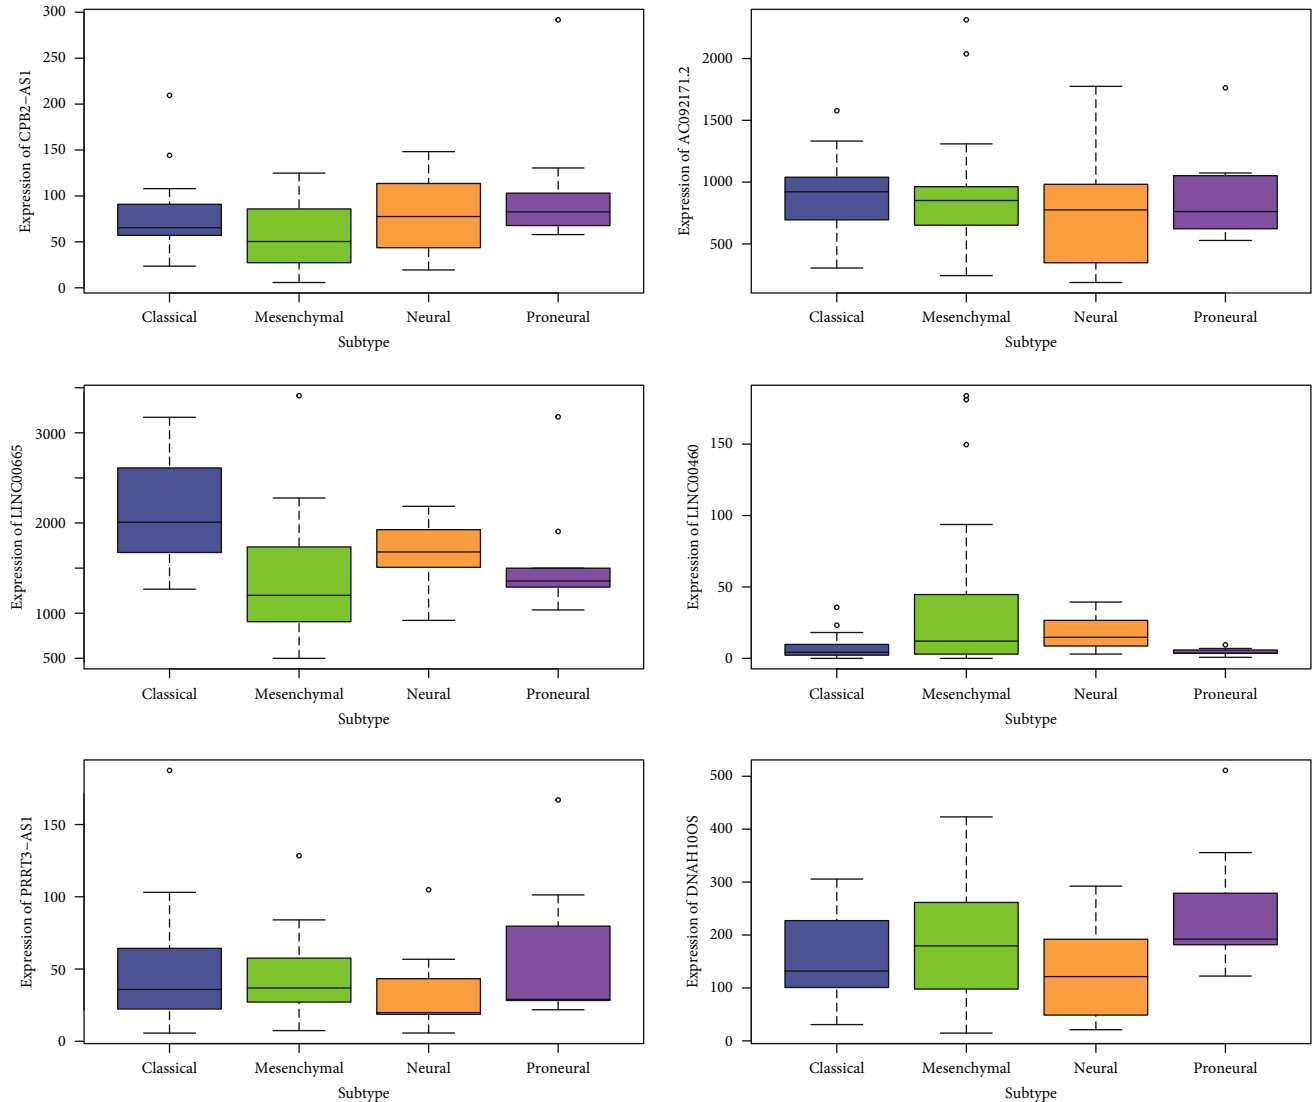 Expression of CPB2-AS1
300
250
200
150
100
50
0
Classical Mesenchymal Neural Proneural
Subtype
Expression of AC092171.2
2000
1500
1000
500
Classical Mesenchymal Neural Proneural
Subtype
Expression of LINC00665
3000
2000
1000
500
Classical Mesenchymal Neural Proneural
Subtype
Expression of LINC00460
150
100
50
0
Classical Mesenchymal Neural Proneural
Subtype
Expression of PRRT3-AS1
150
100
50
0
Classical Mesenchymal Neural Proneural
Subtype
Expression of DNAH10OS
500
400
300
200
100
0
Classical Mesenchymal Neural Proneural
Subtype